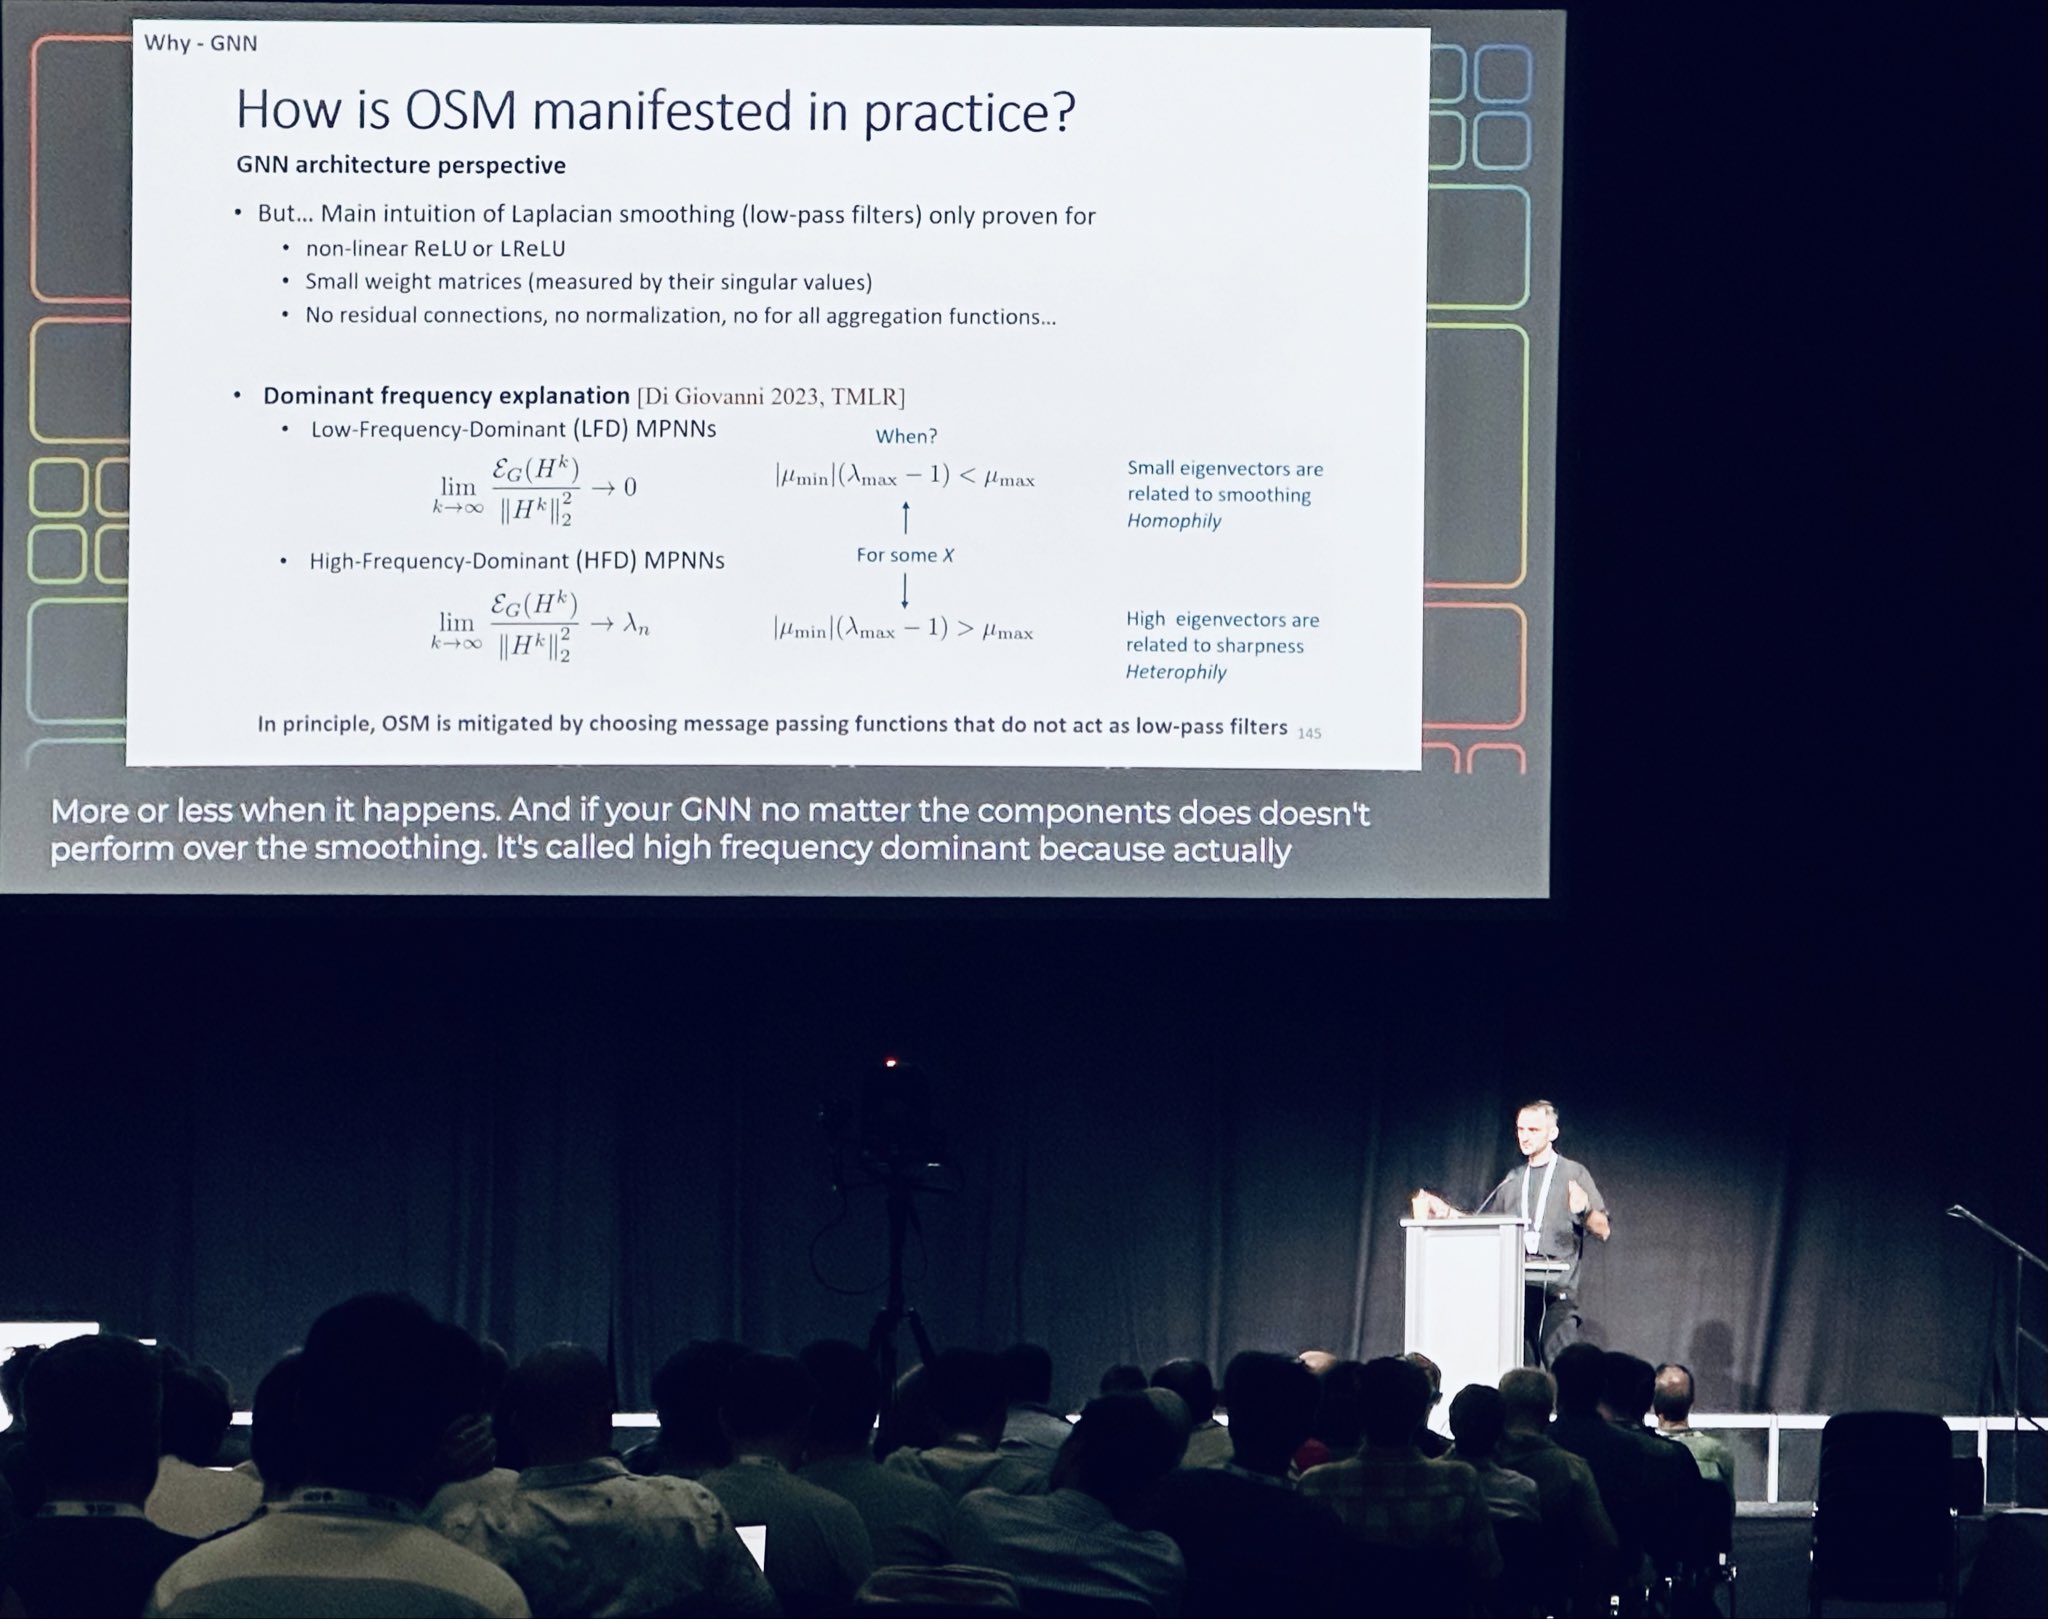 Why - GNN
How is OSM manifested in practice?
GNN architecture perspective
• But... Main intuition of Laplacian smoothing (low-pass filters) only proven for
• non-linear ReLU or LReLU
• Small weight matrices (measured by their singular values)
• No residual connections, no normalization, no for all aggregation functions...
• Dominant frequency explanation [Di Giovanni 2023, TMLR]
• Low-Frequency-Dominant (LFD) MPNNs
When?
lim k→∞ ℰG(H^k) / ||H^k||₂² → 0
|μmin|(λmax − 1) < μmax
Small eigenvectors are
related to smoothing
Homophily
For some X
• High-Frequency-Dominant (HFD) MPNNs
lim k→∞ ℰG(H^k) / ||H^k||₂² → λn
|μmin|(λmax − 1) > μmax
High eigenvectors are
related to sharpness
Heterophily
In principle, OSM is mitigated by choosing message passing functions that do not act as low-pass filters 145
More or less when it happens. And if your GNN no matter the components does doesn't
perform over the smoothing. It's called high frequency dominant because actually